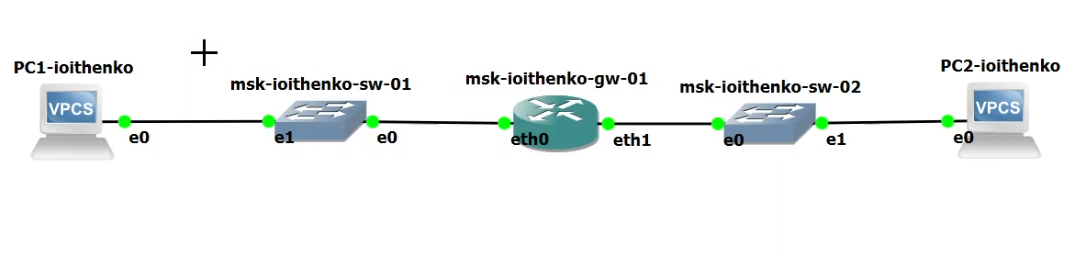 PC1-ioithenko
VPCS
e0
msk-ioithenko-sw-01
e1
e0
msk-ioithenko-gw-01
eth0
eth1
msk-ioithenko-sw-02
e0
e1
PC2-ioithenko
e0
VPCS